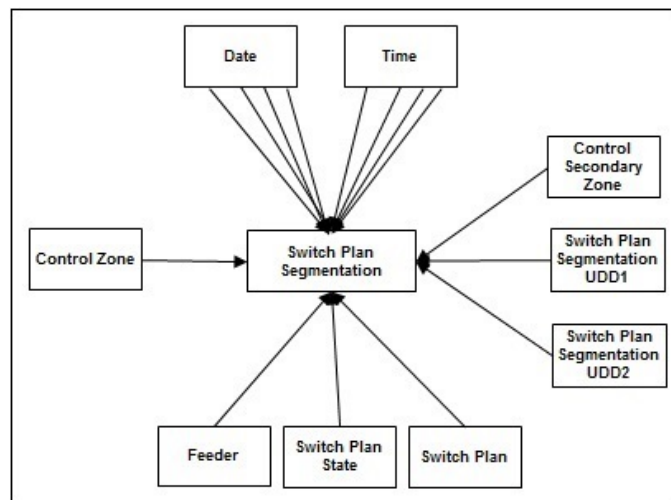 Date
Time
Control
Secondary
Zone
Control Zone
Switch Plan
Segmentation
Switch Plan
Segmentation
UDD1
Switch Plan
Segmentation
UDD2
Feeder
Switch Plan
State
Switch Plan